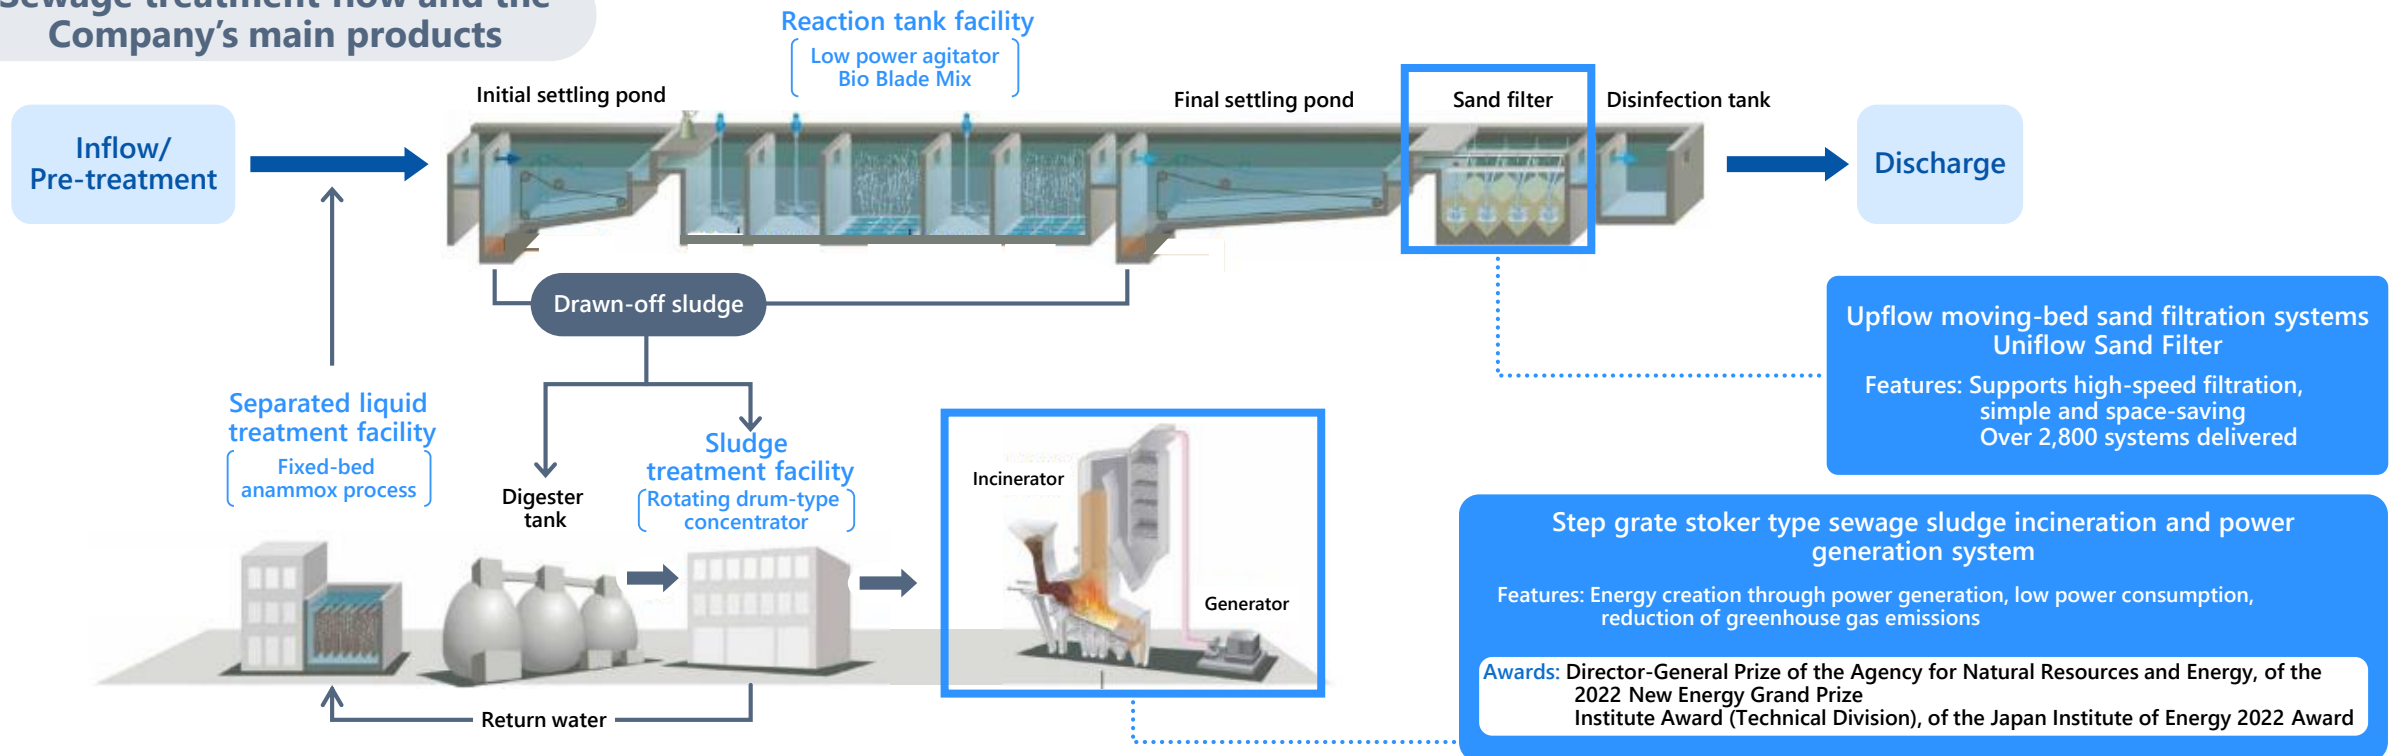 Sewage treatment flow and the
Company's main products
Reaction tank facility
Low power agitator
Bio Blade Mix
Initial settling pond
Final settling pond
Sand filter
Disinfection tank
Inflow/
Pre-treatment
Discharge
Drawn-off sludge
Upflow moving-bed sand filtration systems
Uniflow Sand Filter
Features: Supports high-speed filtration,
simple and space-saving
Over 2,800 systems delivered
Separated liquid
treatment facility
Fixed-bed
anammox process
Digester
tank
Sludge
treatment facility
Rotating drum-type
concentrator
Incinerator
Generator
Step grate stoker type sewage sludge incineration and power
generation system
Features: Energy creation through power generation, low power consumption,
reduction of greenhouse gas emissions
Awards: Director-General Prize of the Agency for Natural Resources and Energy, of the
2022 New Energy Grand Prize
Institute Award (Technical Division), of the Japan Institute of Energy 2022 Award
Return water